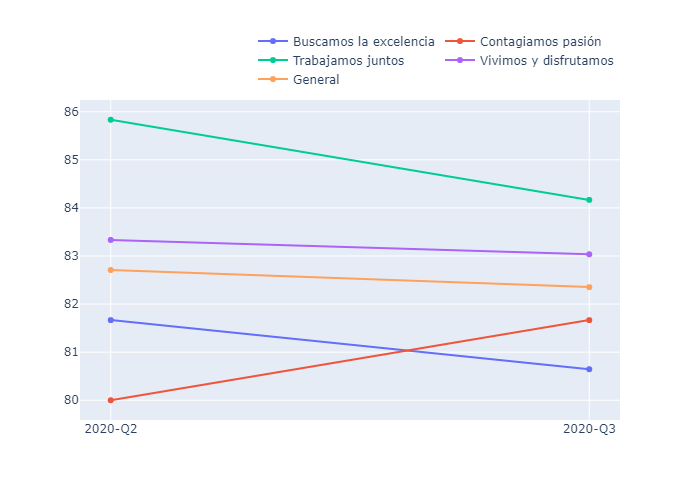 Buscamos la excelencia Contagiamos pasión
Trabajamos juntos Vivimos y disfrutamos
General
86
85
84
83
82
81
80
2020-Q2 2020-Q3